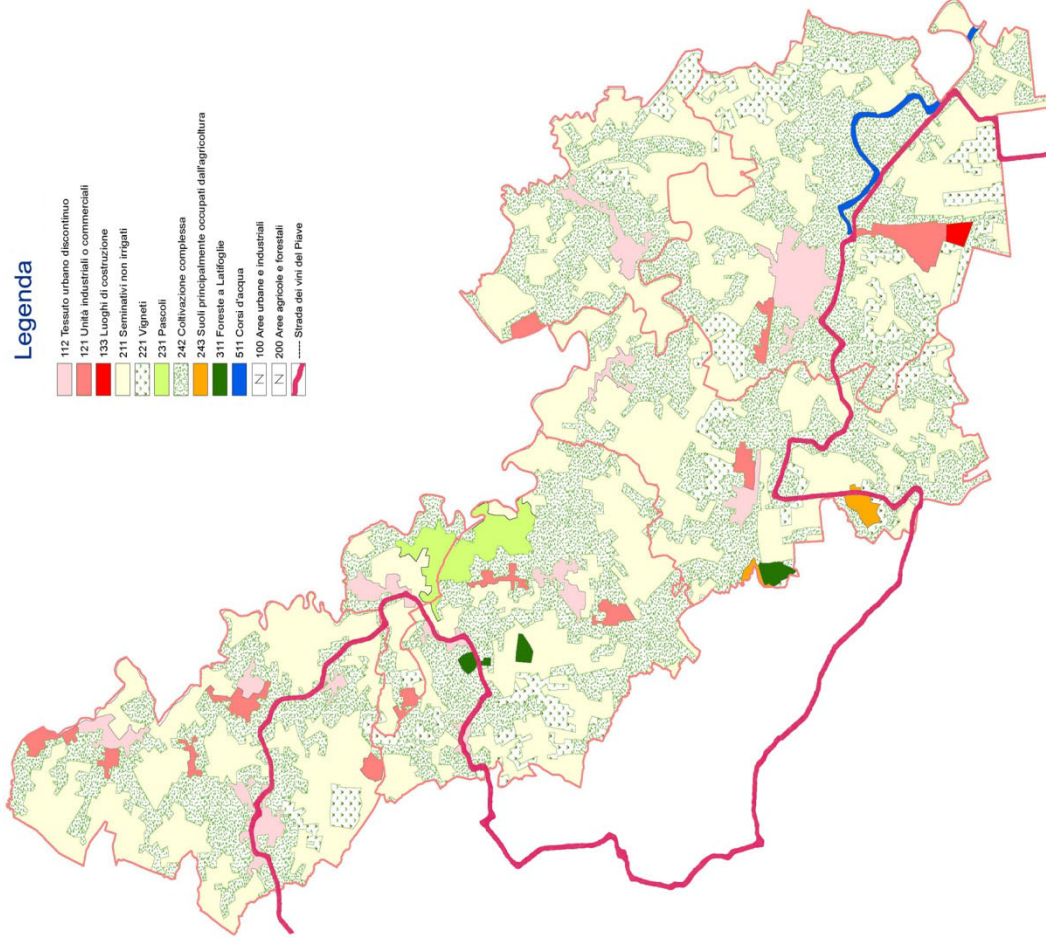 Legenda
112 Tessuto urbano discontinuo
121 Unità industriali o commerciali
133 Luoghi di costruzione
211 Seminativi non irrigati
221 Vigneti
231 Pascoli
242 Coltivazione complessa
243 Suoli principalmente occupati dall'agricoltura
311 Foreste a Latifoglie
511 Corsi d'acqua
N 100 Aree urbane e industriali
N 200 Aree agricole e forestali
----- Strada dei vini del Piave